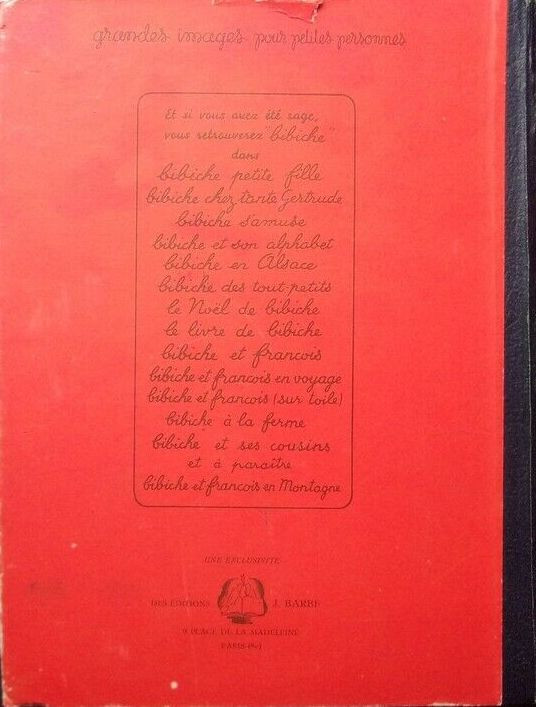 grandes images pour petites personnes
Et si vous avez été sage,
vous retrouverez "bibiche"
dans
bibiche petite fille
bibiche chez tante Gertrude
bibiche s'amuse
bibiche et son alphabet
bibiche en Alsace
bibiche des tout-petits
le Noël de bibiche
le livre de bibiche
bibiche et françois
bibiche et françois en voyage
bibiche et françois (sur toile)
bibiche à la ferme
bibiche et ses cousins
et à paraître
bibiche et françois en Montagne
UNE EXCLUSIVITÉ
DES ÉDITIONS J. BARBE
9 PLACE DE LA MADELEINE
PARIS